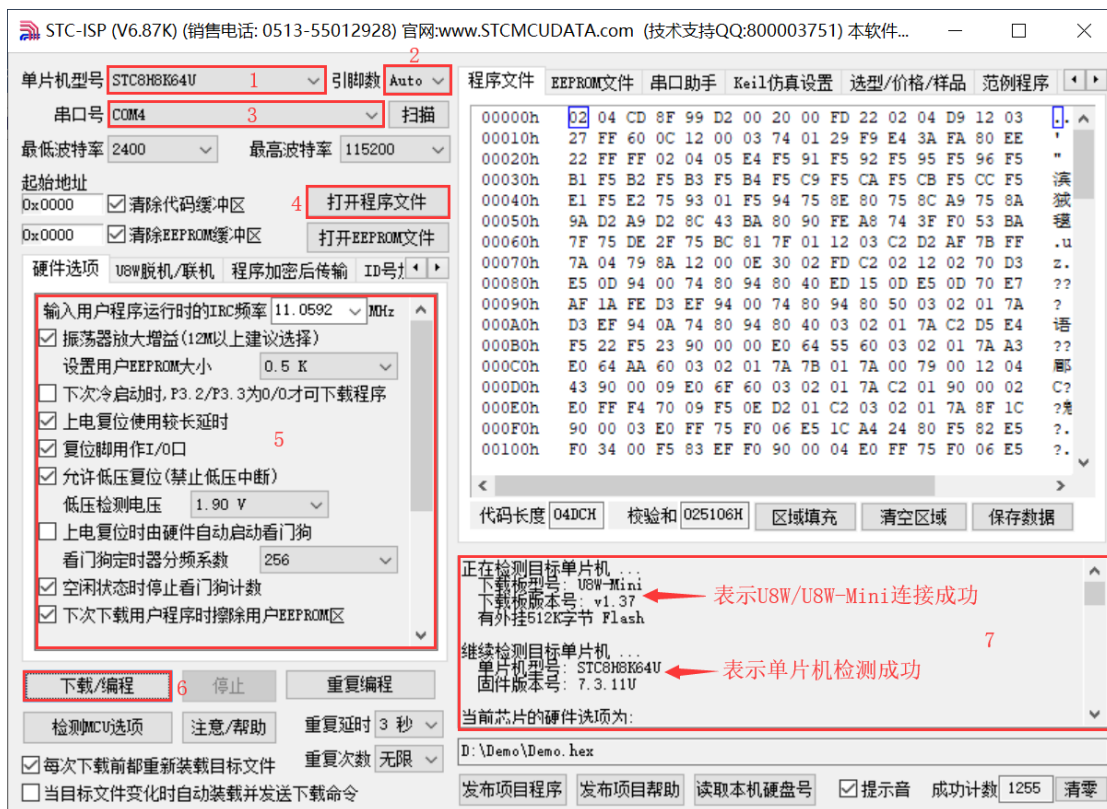 STC-ISP (V6.87K) (销售电话: 0513-55012928) 官网:www.STCMCUDATA.com (技术支持QQ:800003751) 本软件...
单片机型号 STC8H8K64U 1 引脚数 Auto 2
串口号 COM4 3 扫描
最低波特率 2400 最高波特率 115200
起始地址
0x0000 清除代码缓冲区 4 打开程序文件
0x0000 清除EEPROM缓冲区 打开EEPROM文件
硬件选项 U8W脱机/联机 程序加密后传输 ID号
输入用户程序运行时的IRC频率 11.0592 MHz
振荡器放大增益(12M以上建议选择)
设置用户EEPROM大小 0.5 K
下次冷启动时,P3.2/P3.3为0/0才可下载程序
上电复位使用较长延时
复位脚用作I/O口
5
允许低压复位(禁止低压中断)
低压检测电压 1.90 V
上电复位时由硬件自动启动看门狗
看门狗定时器分频系数 256
空闲状态时停止看门狗计数
下次下载用户程序时擦除用户EEPROM区
下载/编程 6 停止 重复编程
检测MCU选项 注意/帮助 重复延时 3 秒
重复次数 无限
每次下载前都重新装载目标文件
当目标文件变化时自动装载并发送下载命令
程序文件 EEPROM文件 串口助手 Keil仿真设置 选型/价格/样品 范例程序
00000h 02 04 CD 8F 99 D2 00 20 00 FD 22 02 04 D9 12 03 ..
00010h 27 FF 60 0C 12 00 03 74 01 29 F9 E4 3A FA 80 EE '
00020h 22 FF FF 02 04 05 E4 F5 91 F5 92 F5 95 F5 96 F5 "
00030h B1 F5 B2 F5 B3 F5 B4 F5 C9 F5 CA F5 CB F5 CC F5 滨
00040h E1 F5 E2 75 93 01 F5 94 75 8E 80 75 8C A9 75 8A
00050h 9A D2 A9 D2 8C 43 BA 80 90 FE A8 74 3F F0 53 BA
00060h 7F 75 DE 2F 75 BC 81 7F 01 12 03 C2 D2 AF 7B FF .u
00070h 7A 04 79 8A 12 00 0E 30 02 FD C2 02 12 02 70 D3 z.
00080h E5 0D 94 00 74 80 94 80 40 ED 15 0D E5 0D 70 E7 ??
00090h AF 1A FE D3 EF 94 00 74 80 94 80 50 03 02 01 7A ?
000A0h D3 EF 94 0A 74 80 94 80 40 03 02 01 7A C2 D5 E4 语
000B0h F5 22 F5 23 90 00 00 E0 64 55 60 03 02 01 7A A3 ??
000C0h E0 64 AA 60 03 02 01 7A 7B 01 7A 00 79 00 12 04 郿
000D0h 43 90 00 09 E0 6F 60 03 02 01 7A C2 01 90 00 02 C?
000E0h E0 FF F4 70 09 F5 0E D2 01 C2 03 02 01 7A 8F 1C
000F0h 90 00 03 E0 FF 75 F0 06 E5 1C A4 24 80 F5 82 E5 ?.
00100h F0 34 00 F5 83 EF F0 90 00 04 E0 FF 75 F0 06 E5 ?.
代码长度 04DCH 校验和 025106H 区域填充 清空区域 保存数据
正在检测目标单片机 ...
下载板型号: U8W-Mini
下载板版本号: v1.37 表示U8W/U8W-Mini连接成功
有外挂512K字节 Flash
7
继续检测目标单片机 ...
单片机型号: STC8H8K64U 表示单片机检测成功
固件版本号: 7.3.11U
当前芯片的硬件选项为:
D:\Demo\Demo.hex
发布项目程序 发布项目帮助 读取本机硬盘号 提示音 成功计数 1255 清零